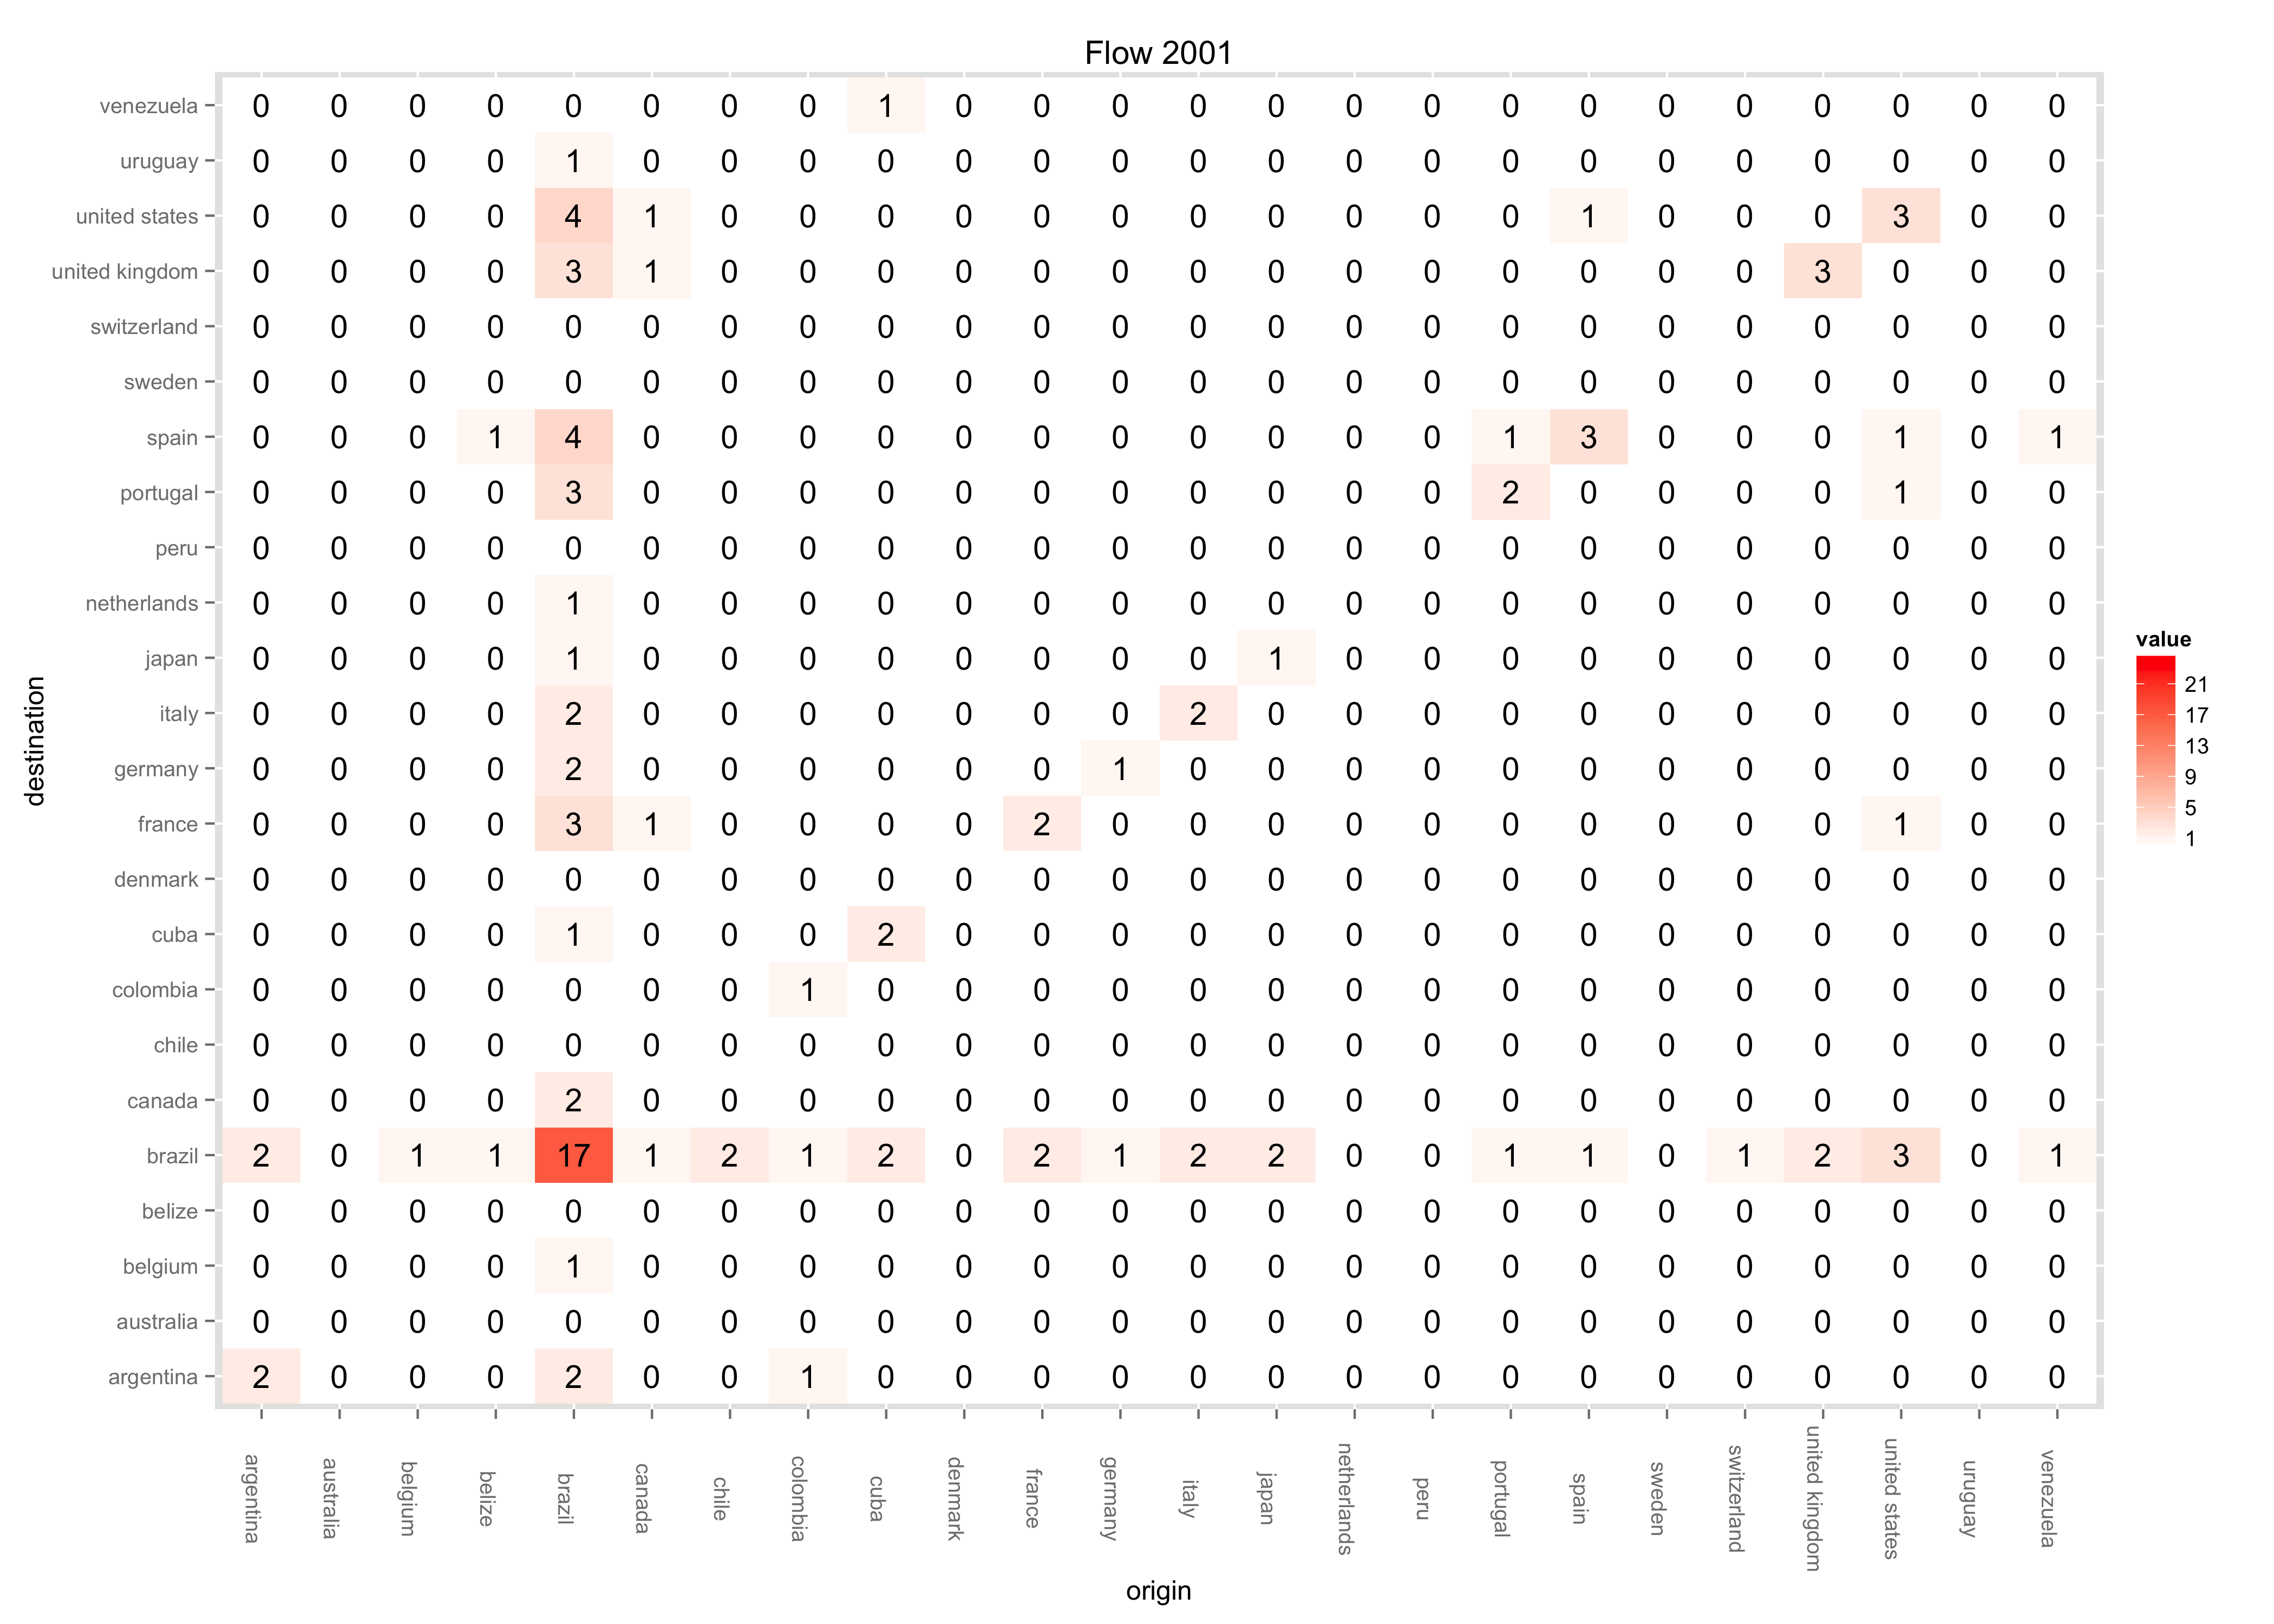 Flow 2001
venezuela 0 0 0 0 0 0 0 0 1 0 0 0 0 0 0 0 0 0 0 0 0 0 0 0
uruguay 0 0 0 0 1 0 0 0 0 0 0 0 0 0 0 0 0 0 0 0 0 0 0 0
united states 0 0 0 0 4 1 0 0 0 0 0 0 0 0 0 0 0 1 0 0 0 3 0 0
united kingdom 0 0 0 0 3 1 0 0 0 0 0 0 0 0 0 0 0 0 0 0 3 0 0 0
switzerland 0 0 0 0 0 0 0 0 0 0 0 0 0 0 0 0 0 0 0 0 0 0 0 0
sweden 0 0 0 0 0 0 0 0 0 0 0 0 0 0 0 0 0 0 0 0 0 0 0 0
spain 0 0 0 1 4 0 0 0 0 0 0 0 0 0 0 0 1 3 0 0 0 1 0 1
portugal 0 0 0 0 3 0 0 0 0 0 0 0 0 0 0 0 2 0 0 0 0 1 0 0
peru 0 0 0 0 0 0 0 0 0 0 0 0 0 0 0 0 0 0 0 0 0 0 0 0
netherlands 0 0 0 0 1 0 0 0 0 0 0 0 0 0 0 0 0 0 0 0 0 0 0 0
japan 0 0 0 0 1 0 0 0 0 0 0 0 0 1 0 0 0 0 0 0 0 0 0 0
italy 0 0 0 0 2 0 0 0 0 0 0 0 2 0 0 0 0 0 0 0 0 0 0 0
germany 0 0 0 0 2 0 0 0 0 0 0 1 0 0 0 0 0 0 0 0 0 0 0 0
france 0 0 0 0 3 1 0 0 0 0 2 0 0 0 0 0 0 0 0 0 0 1 0 0
denmark 0 0 0 0 0 0 0 0 0 0 0 0 0 0 0 0 0 0 0 0 0 0 0 0
cuba 0 0 0 0 1 0 0 0 2 0 0 0 0 0 0 0 0 0 0 0 0 0 0 0
colombia 0 0 0 0 0 0 0 1 0 0 0 0 0 0 0 0 0 0 0 0 0 0 0 0
chile 0 0 0 0 0 0 0 0 0 0 0 0 0 0 0 0 0 0 0 0 0 0 0 0
canada 0 0 0 0 2 0 0 0 0 0 0 0 0 0 0 0 0 0 0 0 0 0 0 0
brazil 2 0 1 1 17 1 2 1 2 0 2 1 2 2 0 0 1 1 0 1 2 3 0 1
belize 0 0 0 0 0 0 0 0 0 0 0 0 0 0 0 0 0 0 0 0 0 0 0 0
belgium 0 0 0 0 1 0 0 0 0 0 0 0 0 0 0 0 0 0 0 0 0 0 0 0
australia 0 0 0 0 0 0 0 0 0 0 0 0 0 0 0 0 0 0 0 0 0 0 0 0
argentina 2 0 0 0 2 0 0 1 0 0 0 0 0 0 0 0 0 0 0 0 0 0 0 0
destination
argentina
australia
belgium
belize
brazil
canada
chile
colombia
cuba
denmark
france
germany
italy
japan
netherlands
peru
portugal
spain
sweden
switzerland
united kingdom
united states
uruguay
venezuela
origin
value
21
17
13
9
5
1